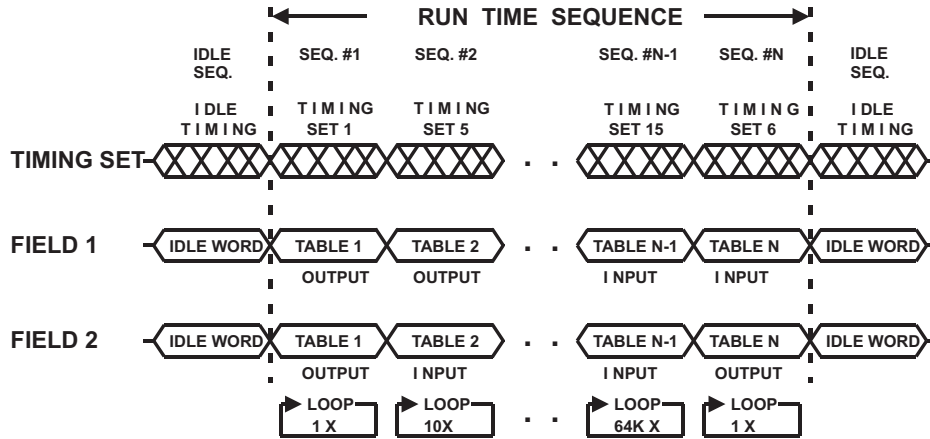 RUN TIME SEQUENCE
IDLE SEQ. #1 SEQ. #2 SEQ. #N-1 SEQ. #N IDLE
SEQ. SEQ.
IDLE TIMING TIMING TIMING TIMING IDLE
TIMING SET 1 SET 5 SET 15 SET 6 TIMING
TIMING SET . .
FIELD 1 IDLE WORD TABLE 1 TABLE 2 . . TABLE N-1 TABLE N IDLE WORD
OUTPUT OUTPUT INPUT INPUT
FIELD 2 IDLE WORD TABLE 1 TABLE 2 . . TABLE N-1 TABLE N IDLE WORD
OUTPUT INPUT INPUT OUTPUT
LOOP LOOP LOOP LOOP
1 X 10X . . 64K X 1 X